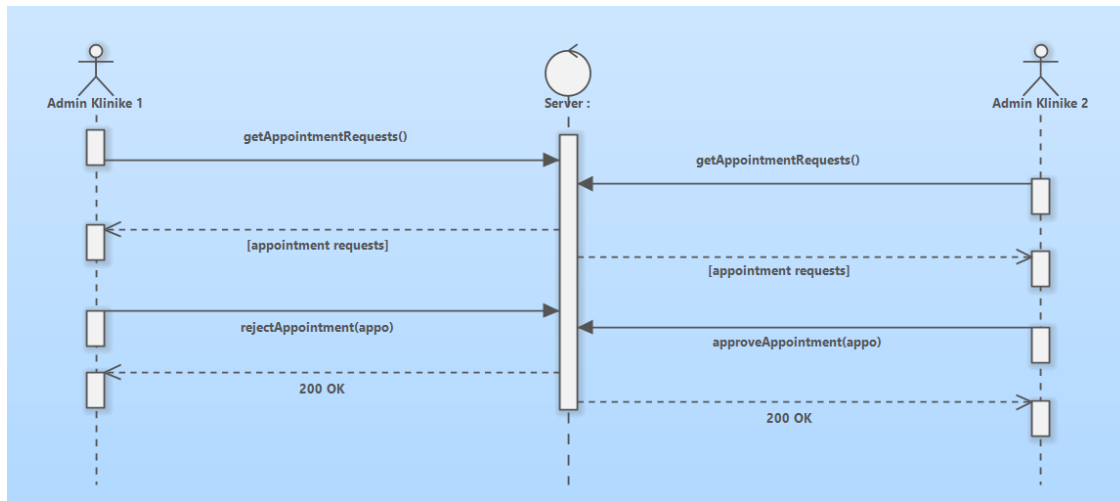 Admin Klinike 1
Server :
Admin Klinike 2
getAppointmentRequests()
getAppointmentRequests()
[appointment requests]
[appointment requests]
rejectAppointment(appo)
approveAppointment(appo)
200 OK
200 OK